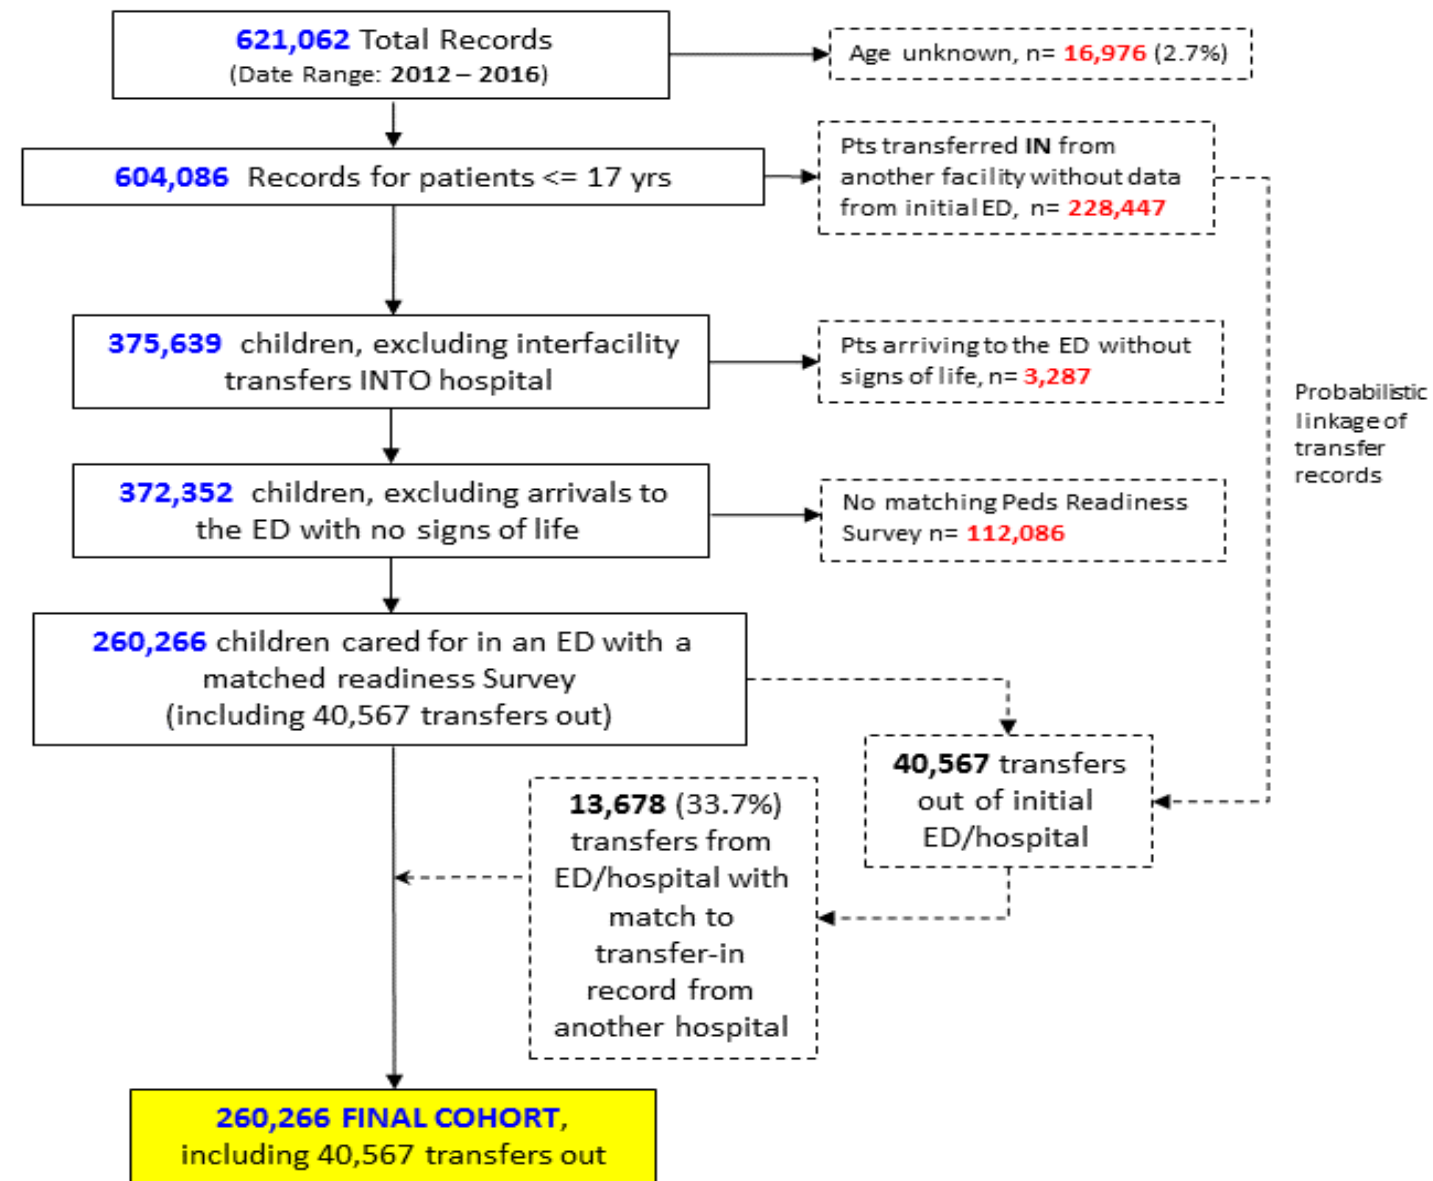 621,062 Total Records
(Date Range: 2012 – 2016)
Age unknown, n= 16,976 (2.7%)
604,086 Records for patients <= 17 yrs
Pts transferred IN from
another facility without data
from initial ED, n= 228,447
375,639 children, excluding interfacility
transfers INTO hospital
Pts arriving to the ED without
signs of life, n= 3,287
Probabilistic
linkage of
transfer
records
372,352 children, excluding arrivals to
the ED with no signs of life
No matching Peds Readiness
Survey n= 112,086
260,266 children cared for in an ED with a
matched readiness Survey
(including 40,567 transfers out)
40,567 transfers
out of initial
ED/hospital
13,678 (33.7%)
transfers from
ED/hospital with
match to
transfer-in
record from
another hospital
260,266 FINAL COHORT,
including 40,567 transfers out